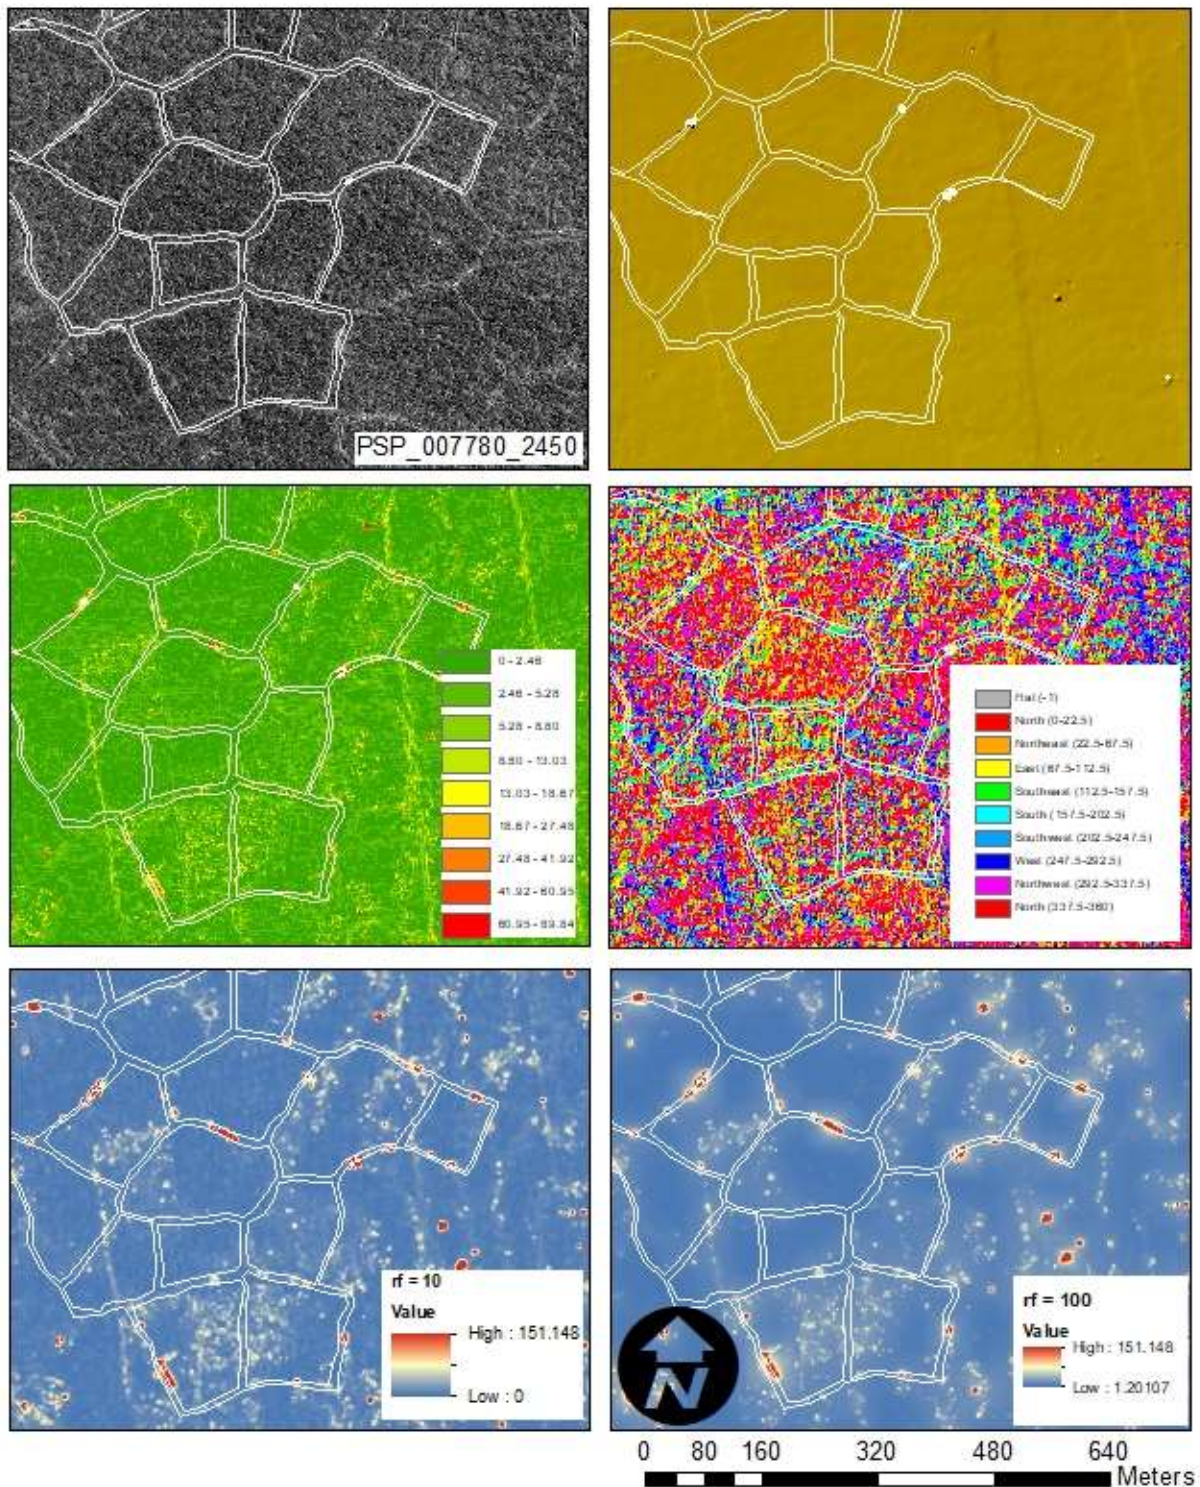 PSP_007780_2450
0 - 2.46
2.46 - 5.28
5.28 - 8.80
8.80 - 13.03
13.03 - 18.67
18.67 - 27.48
27.48 - 41.92
41.92 - 60.95
60.95 - 89.84
Flat (-1)
North (0-22.5)
Northeast (22.5-67.5)
East (67.5-112.5)
Southeast (112.5-157.5)
South (157.5-202.5)
Southwest (202.5-247.5)
West (247.5-292.5)
Northwest (292.5-337.5)
North (337.5-360)
rf = 10
Value
High : 151.148
Low : 0
rf = 100
Value
High : 151.148
Low : 1.20107
N
0 80 160 320 480 640
Meters